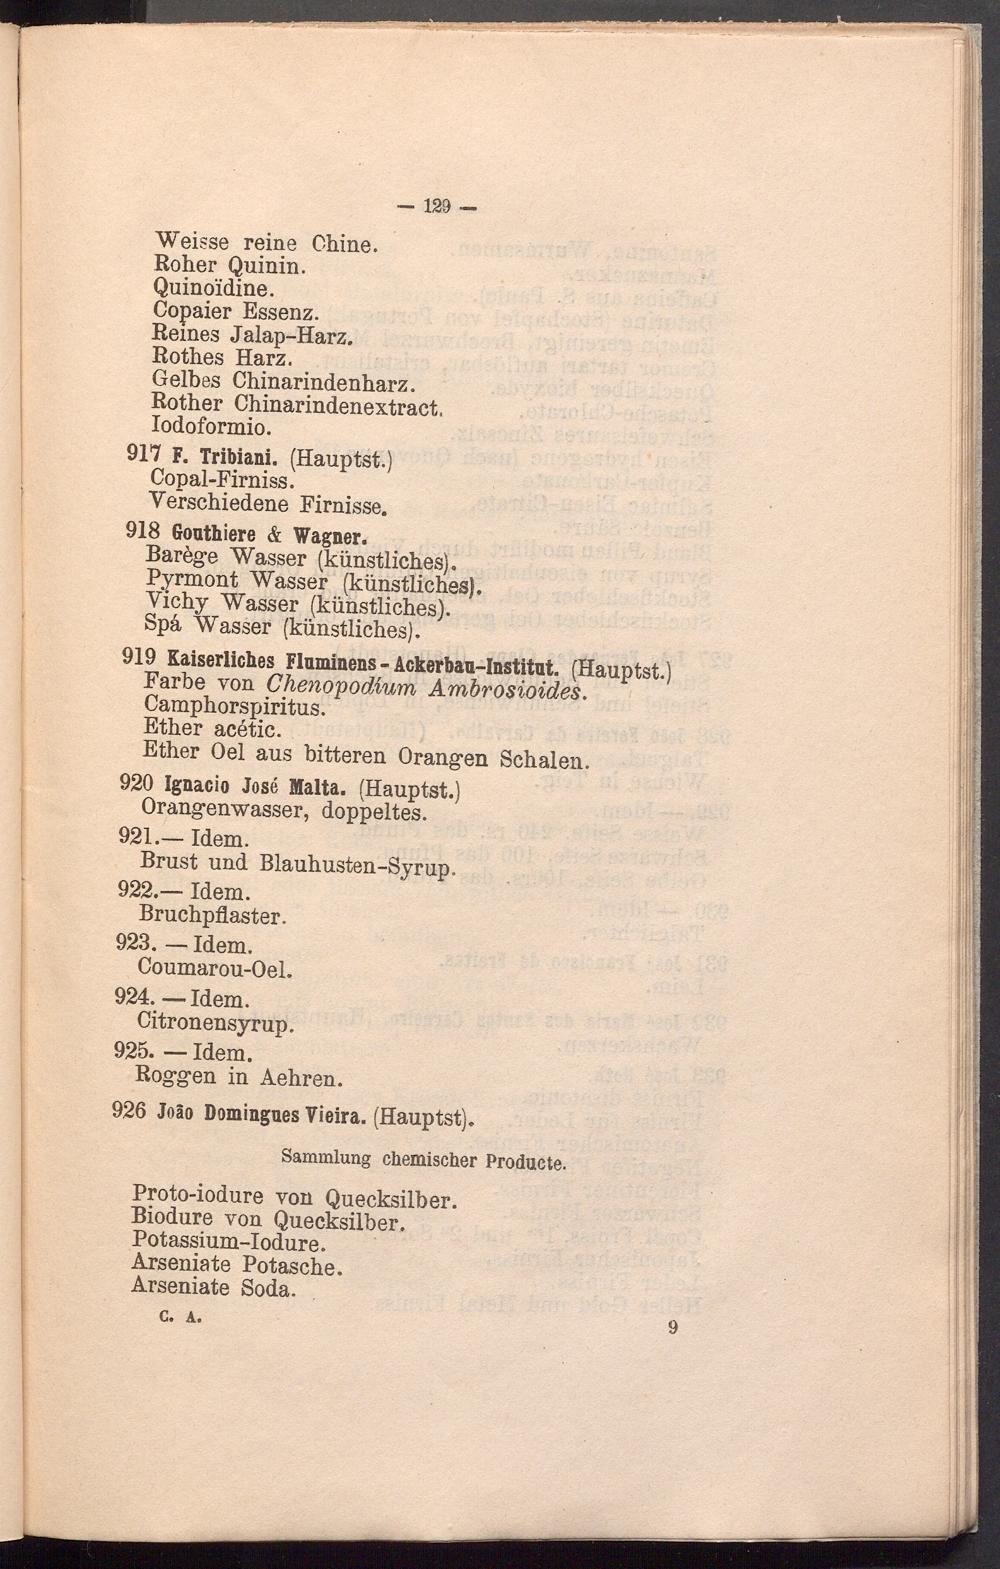 — 129 —
Weisse reine Chine.
Roher Quinin.
Quinoïdine.
Copaier Essenz.
Reines Jalap-Harz.
Rothes Harz.
Gelbes Chinarindenharz.
Rother Chinarindenextract.
Iodoformio.
917 F. Tribiani. (Hauptst.)
Copal-Firniss.
Verschiedene Firnisse.
918 Gouthiere & Wagner.
Barège Wasser (künstliches).
Pyrmont Wasser (künstliches).
Vichy Wasser (künstliches).
Spá Wasser (künstliches).
919 Kaiserliches Fluminens-Ackerbau-Institut. (Hauptst.)
Farbe von Chenopodium Ambrosioides.
Camphorspiritus.
Ether acétic.
Ether Oel aus bitteren Orangen Schalen.
920 Ignacio José Malta. (Hauptst.)
Orangenwasser, doppeltes.
921.— Idem.
Brust und Blauhusten-Syrup.
922.— Idem.
Bruchpflaster.
923. — Idem.
Coumarou-Oel.
924. — Idem.
Citronensyrup.
925. — Idem.
Roggen in Aehren.
926 João Domingues Vieira. (Hauptst).
Sammlung chemischer Producte.
Proto-iodure von Quecksilber.
Biodure von Quecksilber.
Potassium-Iodure.
Arseniate Potasche.
Arseniate Soda.
C. A. 9